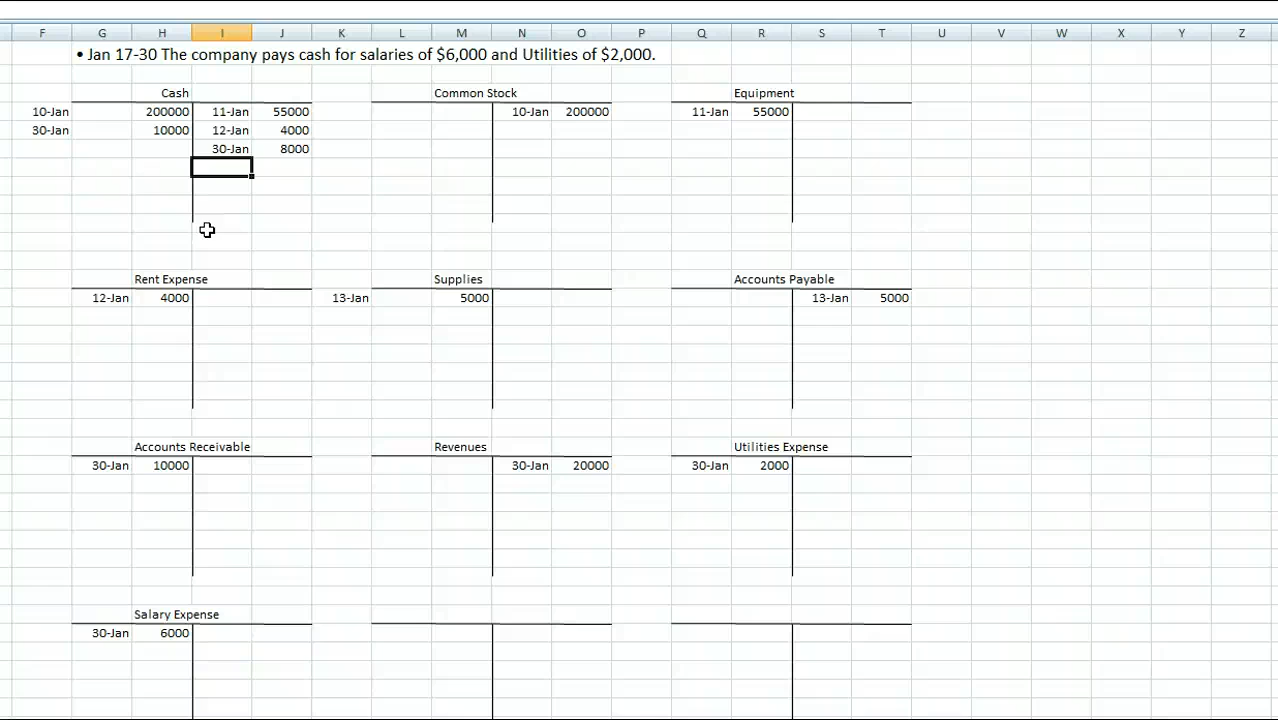 F G H I J K L M N O P Q R S T U V W X Y Z
• Jan 17-30 The company pays cash for salaries of $6,000 and Utilities of $2,000.
Cash Common Stock Equipment
10-Jan 200000 11-Jan 55000 10-Jan 200000 11-Jan 55000
30-Jan 10000 12-Jan 4000
30-Jan 8000
Rent Expense Supplies Accounts Payable
12-Jan 4000 13-Jan 5000 13-Jan 5000
Accounts Receivable Revenues Utilities Expense
30-Jan 10000 30-Jan 20000 30-Jan 2000
Salary Expense
30-Jan 6000